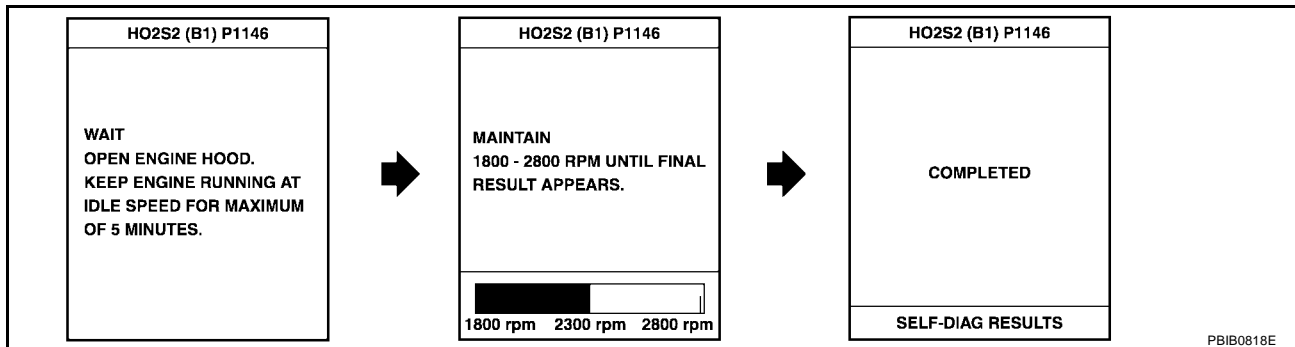 HO2S2 (B1) P1146
WAIT
OPEN ENGINE HOOD.
KEEP ENGINE RUNNING AT
IDLE SPEED FOR MAXIMUM
OF 5 MINUTES.
HO2S2 (B1) P1146
MAINTAIN
1800 - 2800 RPM UNTIL FINAL
RESULT APPEARS.
1800 rpm 2300 rpm 2800 rpm
HO2S2 (B1) P1146
COMPLETED
SELF-DIAG RESULTS
PBIB0818E